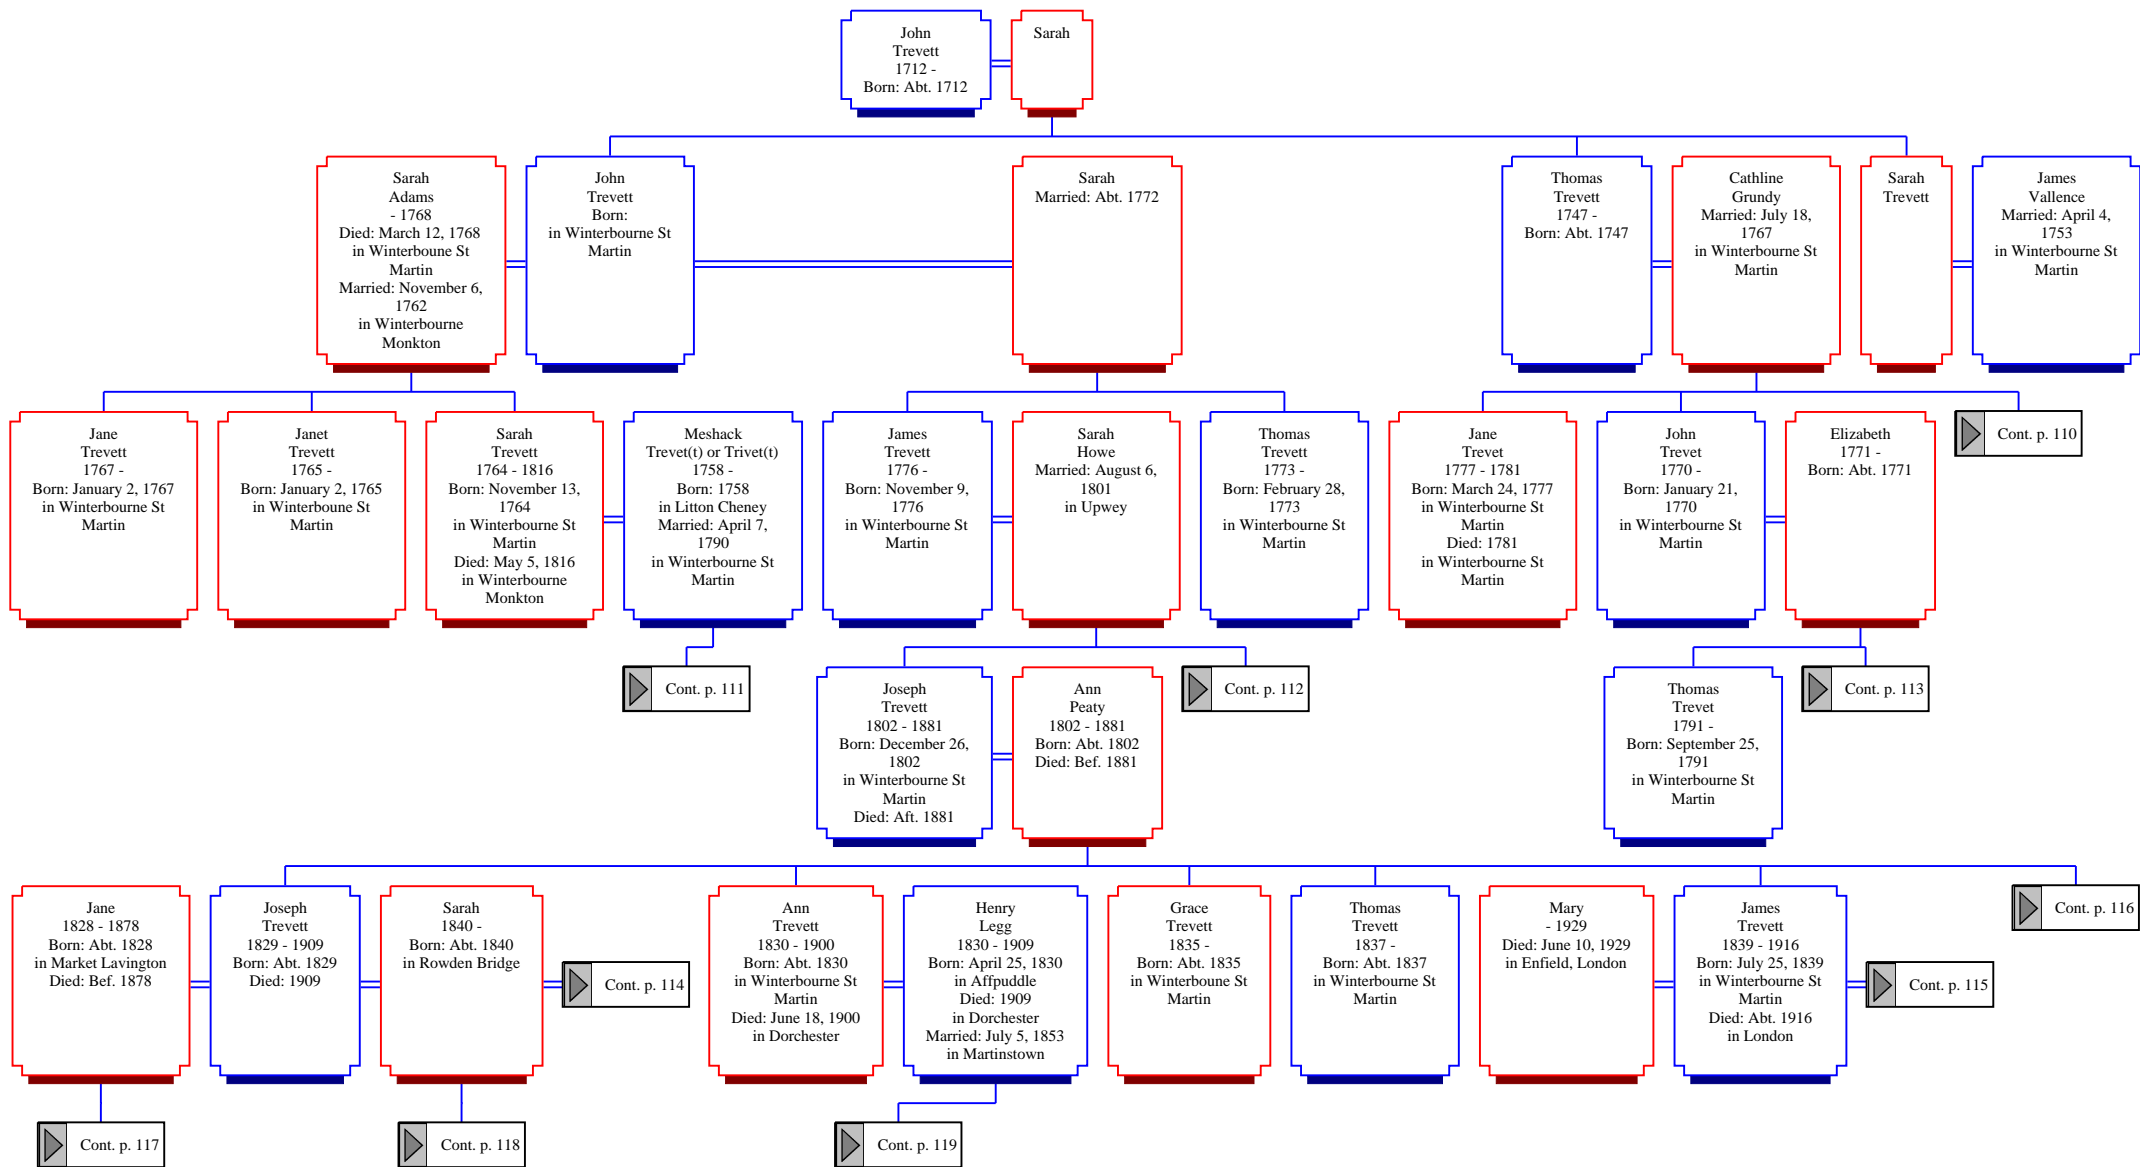 John
Trevett
1712 -
Born: Abt. 1712
Sarah
Sarah
Adams
- 1768
Died: March 12, 1768
in Winterboune St
Martin
Married: November 6,
1762
in Winterbourne
Monkton
John
Trevett
Born:
in Winterbourne St
Martin
Sarah
Married: Abt. 1772
Thomas
Trevett
1747 -
Born: Abt. 1747
Cathline
Grundy
Married: July 18,
1767
in Winterbourne St
Martin
Sarah
Trevett
James
Vallence
Married: April 4,
1753
in Winterbourne St
Martin
Jane
Trevett
1767 -
Born: January 2, 1767
in Winterbourne St
Martin
Janet
Trevett
1765 -
Born: January 2, 1765
in Winterboune St
Martin
Sarah
Trevett
1764 - 1816
Born: November 13,
1764
in Winterbourne St
Martin
Died: May 5, 1816
in Winterbourne
Monkton
Meshack
Trevet(t) or Trivet(t)
1758 -
Born: 1758
in Litton Cheney
Married: April 7,
1790
in Winterbourne St
Martin
James
Trevett
1776 -
Born: November 9,
1776
in Winterbourne St
Martin
Sarah
Howe
Married: August 6,
1801
in Upwey
Thomas
Trevett
1773 -
Born: February 28,
1773
in Winterbourne St
Martin
Jane
Trevet
1777 - 1781
Born: March 24, 1777
in Winterbourne St
Martin
Died: 1781
in Winterbourne St
Martin
John
Trevet
1770 -
Born: January 21,
1770
in Winterbourne St
Martin
Elizabeth
1771 -
Born: Abt. 1771
Cont. p. 110
Cont. p. 111
Joseph
Trevett
1802 - 1881
Born: December 26,
1802
in Winterbourne St
Martin
Died: Aft. 1881
Ann
Peaty
1802 - 1881
Born: Abt. 1802
Died: Bef. 1881
Cont. p. 112
Thomas
Trevet
1791 -
Born: September 25,
1791
in Winterbourne St
Martin
Cont. p. 113
Jane
1828 - 1878
Born: Abt. 1828
in Market Lavington
Died: Bef. 1878
Joseph
Trevett
1829 - 1909
Born: Abt. 1829
Died: 1909
Sarah
1840 -
Born: Abt. 1840
in Rowden Bridge
Cont. p. 114
Ann
Trevett
1830 - 1900
Born: Abt. 1830
in Winterbourne St
Martin
Died: June 18, 1900
in Dorchester
Henry
Legg
1830 - 1909
Born: April 25, 1830
in Affpuddle
Died: 1909
in Dorchester
Married: July 5, 1853
in Martinstown
Grace
Trevett
1835 -
Born: Abt. 1835
in Winterboune St
Martin
Thomas
Trevett
1837 -
Born: Abt. 1837
in Winterbourne St
Martin
Mary
- 1929
Died: June 10, 1929
in Enfield, London
James
Trevett
1839 - 1916
Born: July 25, 1839
in Winterbourne St
Martin
Died: Abt. 1916
in London
Cont. p. 115
Cont. p. 116
Cont. p. 117
Cont. p. 118
Cont. p. 119